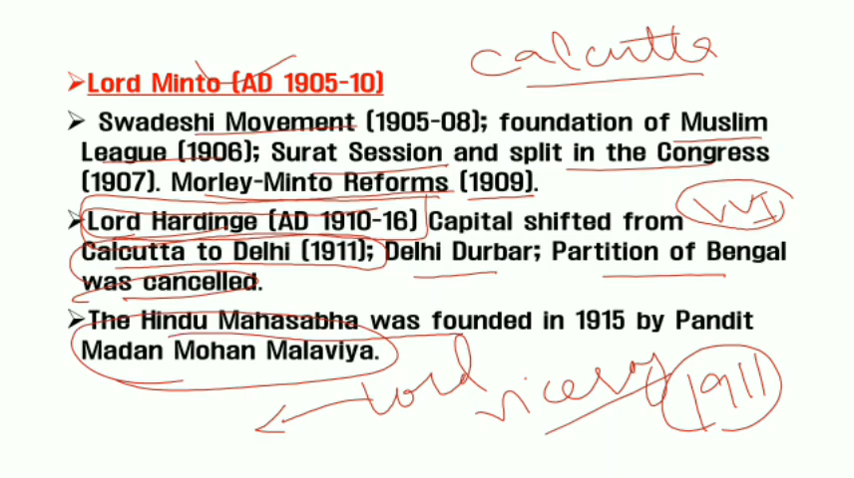 calcutta
➢Lord Minto (AD 1905-10)
➢ Swadeshi Movement (1905-08); foundation of Muslim
League (1906); Surat Session and split in the Congress
(1907). Morley-Minto Reforms (1909).
VVI
➢Lord Hardinge (AD 1910-16) Capital shifted from
Calcutta to Delhi (1911); Delhi Durbar; Partition of Bengal
was cancelled.
➢The Hindu Mahasabha was founded in 1915 by Pandit
Madan Mohan Malaviya.
Lord viceroy 1911